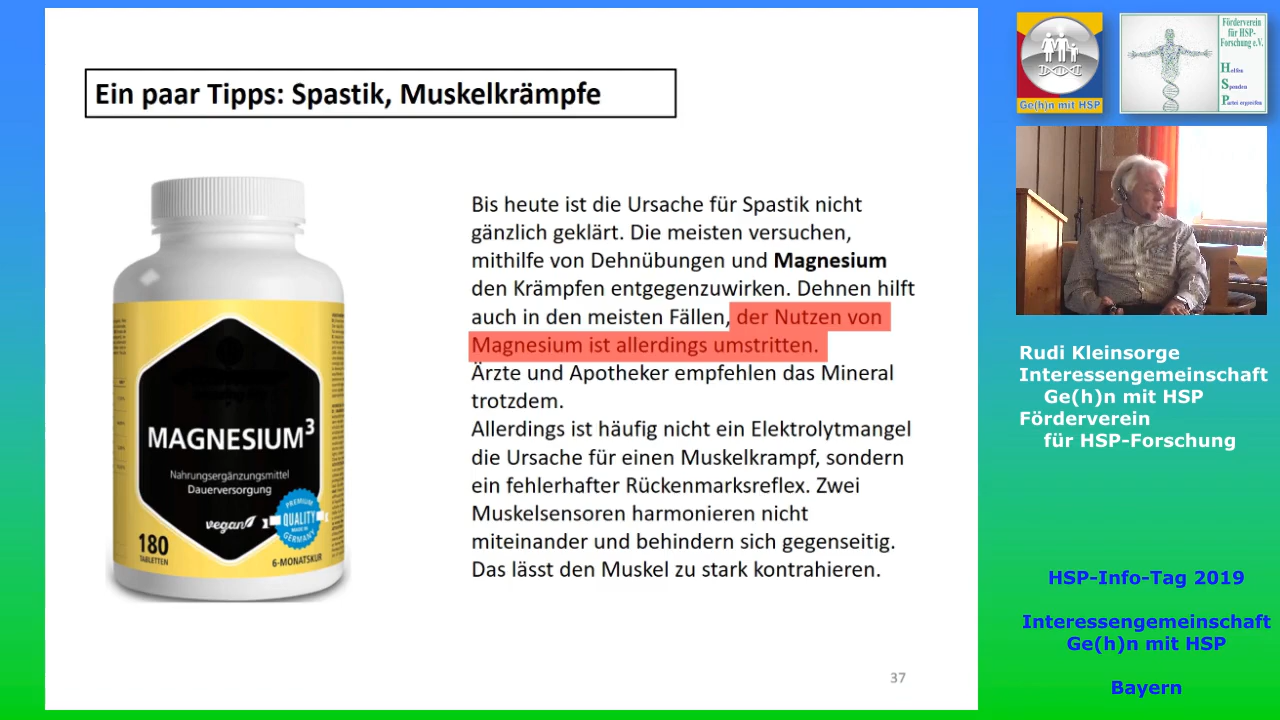 Ein paar Tipps: Spastik, Muskelkrämpfe
MAGNESIUM³
Nahrungsergänzungsmittel
Dauerversorgung
vegan
PREMIUM
QUALITY
MADE IN
GERMANY
180
TABLETTEN
6-MONATSKUR
Bis heute ist die Ursache für Spastik nicht
gänzlich geklärt. Die meisten versuchen,
mithilfe von Dehnübungen und Magnesium
den Krämpfen entgegenzuwirken. Dehnen hilft
auch in den meisten Fällen, der Nutzen von
Magnesium ist allerdings umstritten.
Ärzte und Apotheker empfehlen das Mineral
trotzdem.
Allerdings ist häufig nicht ein Elektrolytmangel
die Ursache für einen Muskelkrampf, sondern
ein fehlerhafter Rückenmarksreflex. Zwei
Muskelsensoren harmonieren nicht
miteinander und behindern sich gegenseitig.
Das lässt den Muskel zu stark kontrahieren.
37
Ge(h)n mit HSP
Förderverein
für HSP-
Forschung e.V.
Helfen
Spenden
Partei ergreifen
Rudi Kleinsorge
Interessengemeinschaft
Ge(h)n mit HSP
Förderverein
für HSP-Forschung
HSP-Info-Tag 2019
Interessengemeinschaft
Ge(h)n mit HSP
Bayern